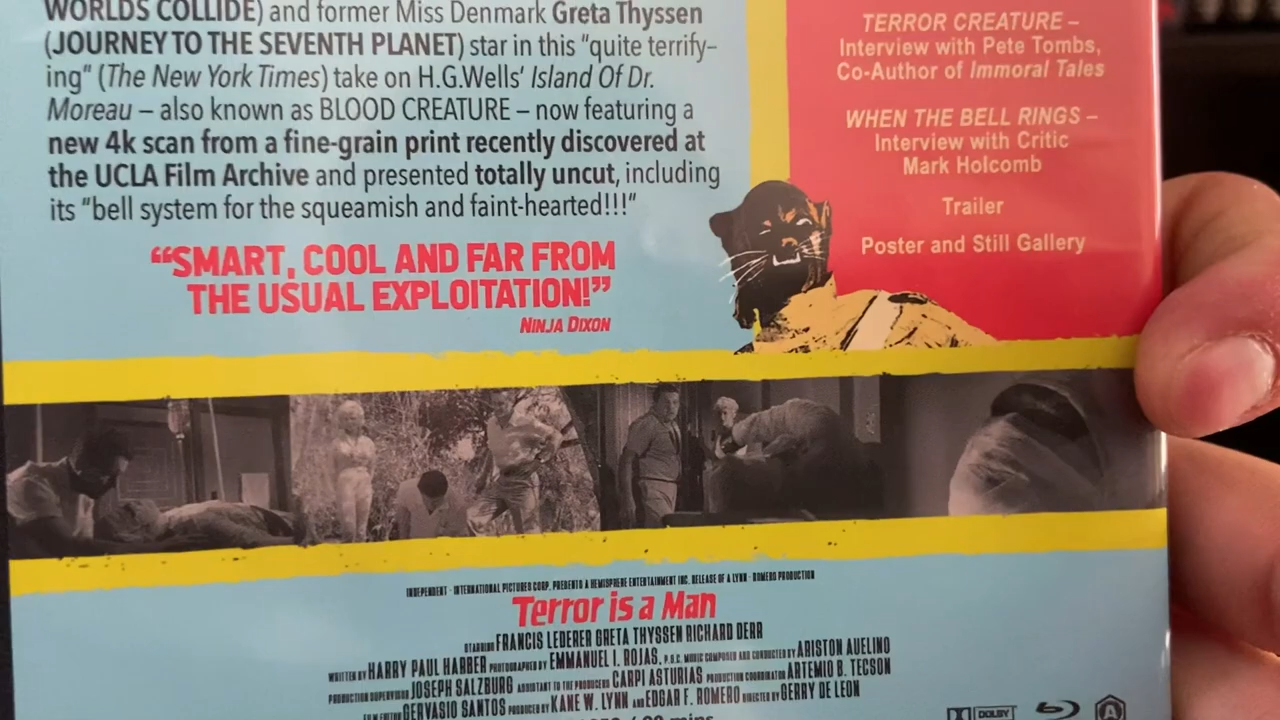 WORLDS COLLIDE) and former Miss Denmark Greta Thyssen
(JOURNEY TO THE SEVENTH PLANET) star in this “quite terrify-
ing” (The New York Times) take on H.G.Wells’ Island Of Dr.
Moreau – also known as BLOOD CREATURE – now featuring a
new 4k scan from a fine-grain print recently discovered at
the UCLA Film Archive and presented totally uncut, including
its “bell system for the squeamish and faint-hearted!!!”
“SMART, COOL AND FAR FROM
THE USUAL EXPLOITATION!”
NINJA DIXON
TERROR CREATURE –
Interview with Pete Tombs,
Co-Author of Immoral Tales
WHEN THE BELL RINGS –
Interview with Critic
Mark Holcomb
Trailer
Poster and Still Gallery
INDEPENDENT - INTERNATIONAL PICTURES CORP. PRESENTS A HEMISPHERE ENTERTAINMENT INC. RELEASE OF A LYNN - ROMERO PRODUCTION
Terror is a Man
STARRING FRANCIS LEDERER GRETA THYSSEN RICHARD DERR
WRITTEN BY HARRY PAUL HARBER PHOTOGRAPHED BY EMMANUEL I. ROJAS, P.S.C. MUSIC COMPOSED AND CONDUCTED BY ARISTON AUELINO
PRODUCTION SUPERVISOR JOSEPH SALZBURG ASSISTANT TO THE PRODUCERS CARPI ASTURIAS PRODUCTION COORDINATOR ARTEMIO B. TECSON
FILM EDITOR GERVASIO SANTOS PRODUCED BY KANE W. LYNN AND EDGAR F. ROMERO DIRECTED BY GERRY DE LEON
mins
DOLBY
A